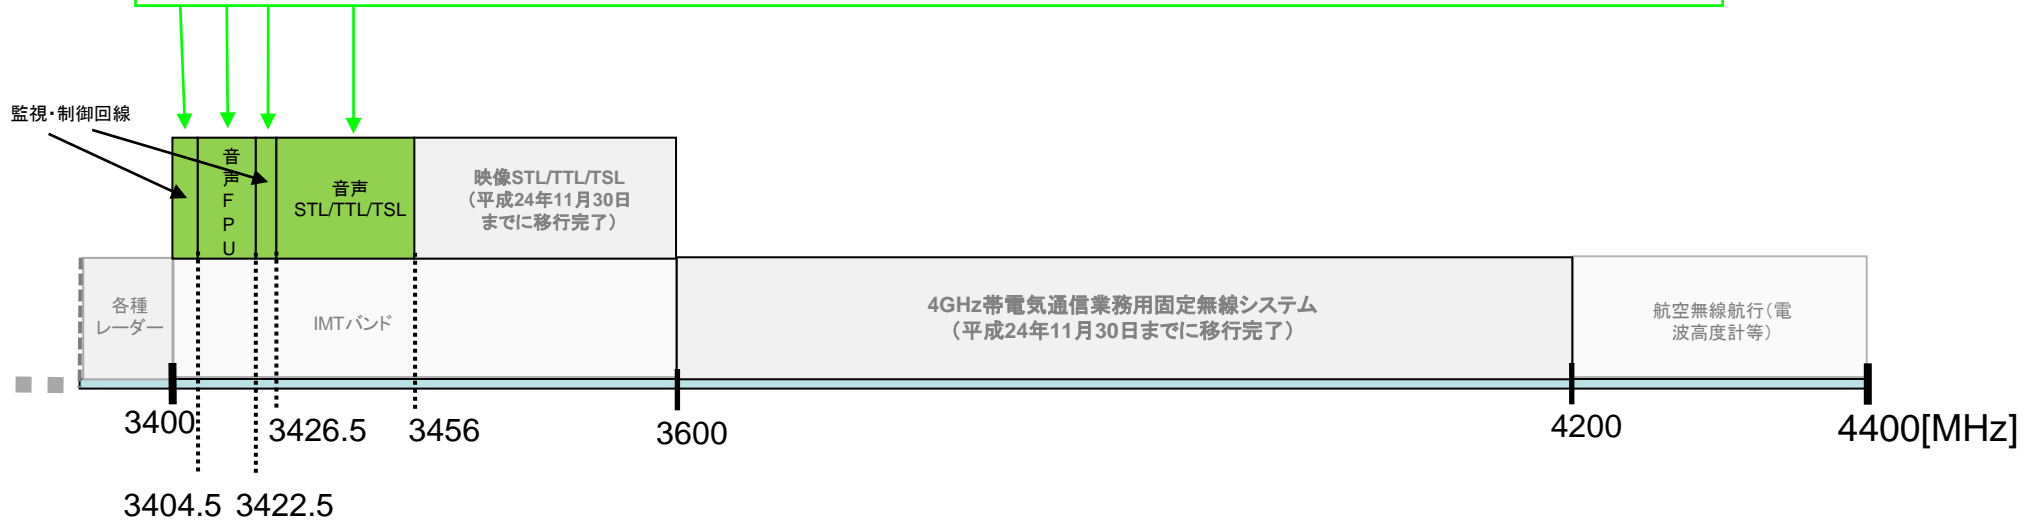 監視・制御回線
音
声
F
P
U
音声
STL/TTL/TSL
映像STL/TTL/TSL
（平成24年11月30日
までに移行完了）
各種
レーダー
IMTバンド
4GHz帯電気通信業務用固定無線システム
（平成24年11月30日までに移行完了）
航空無線航行（電
波高度計等）
3400
3426.5
3456
3600
4200
4400[MHz]
3404.5
3422.5